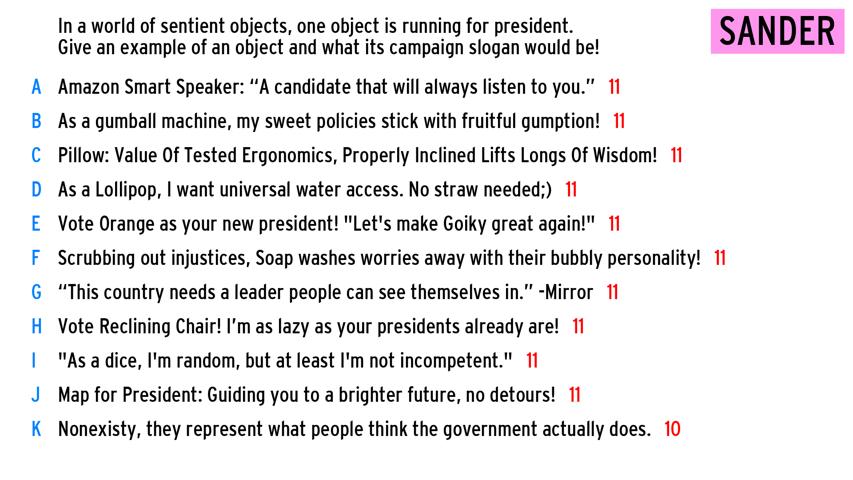 In a world of sentient objects, one object is running for president.
Give an example of an object and what its campaign slogan would be!
SANDER
A Amazon Smart Speaker: “A candidate that will always listen to you.” 11
B As a gumball machine, my sweet policies stick with fruitful gumption! 11
C Pillow: Value Of Tested Ergonomics, Properly Inclined Lifts Longs Of Wisdom! 11
D As a Lollipop, I want universal water access. No straw needed;) 11
E Vote Orange as your new president! "Let's make Goiky great again!" 11
F Scrubbing out injustices, Soap washes worries away with their bubbly personality! 11
G “This country needs a leader people can see themselves in.” -Mirror 11
H Vote Reclining Chair! I’m as lazy as your presidents already are! 11
I "As a dice, I'm random, but at least I'm not incompetent." 11
J Map for President: Guiding you to a brighter future, no detours! 11
K Nonexisty, they represent what people think the government actually does. 10